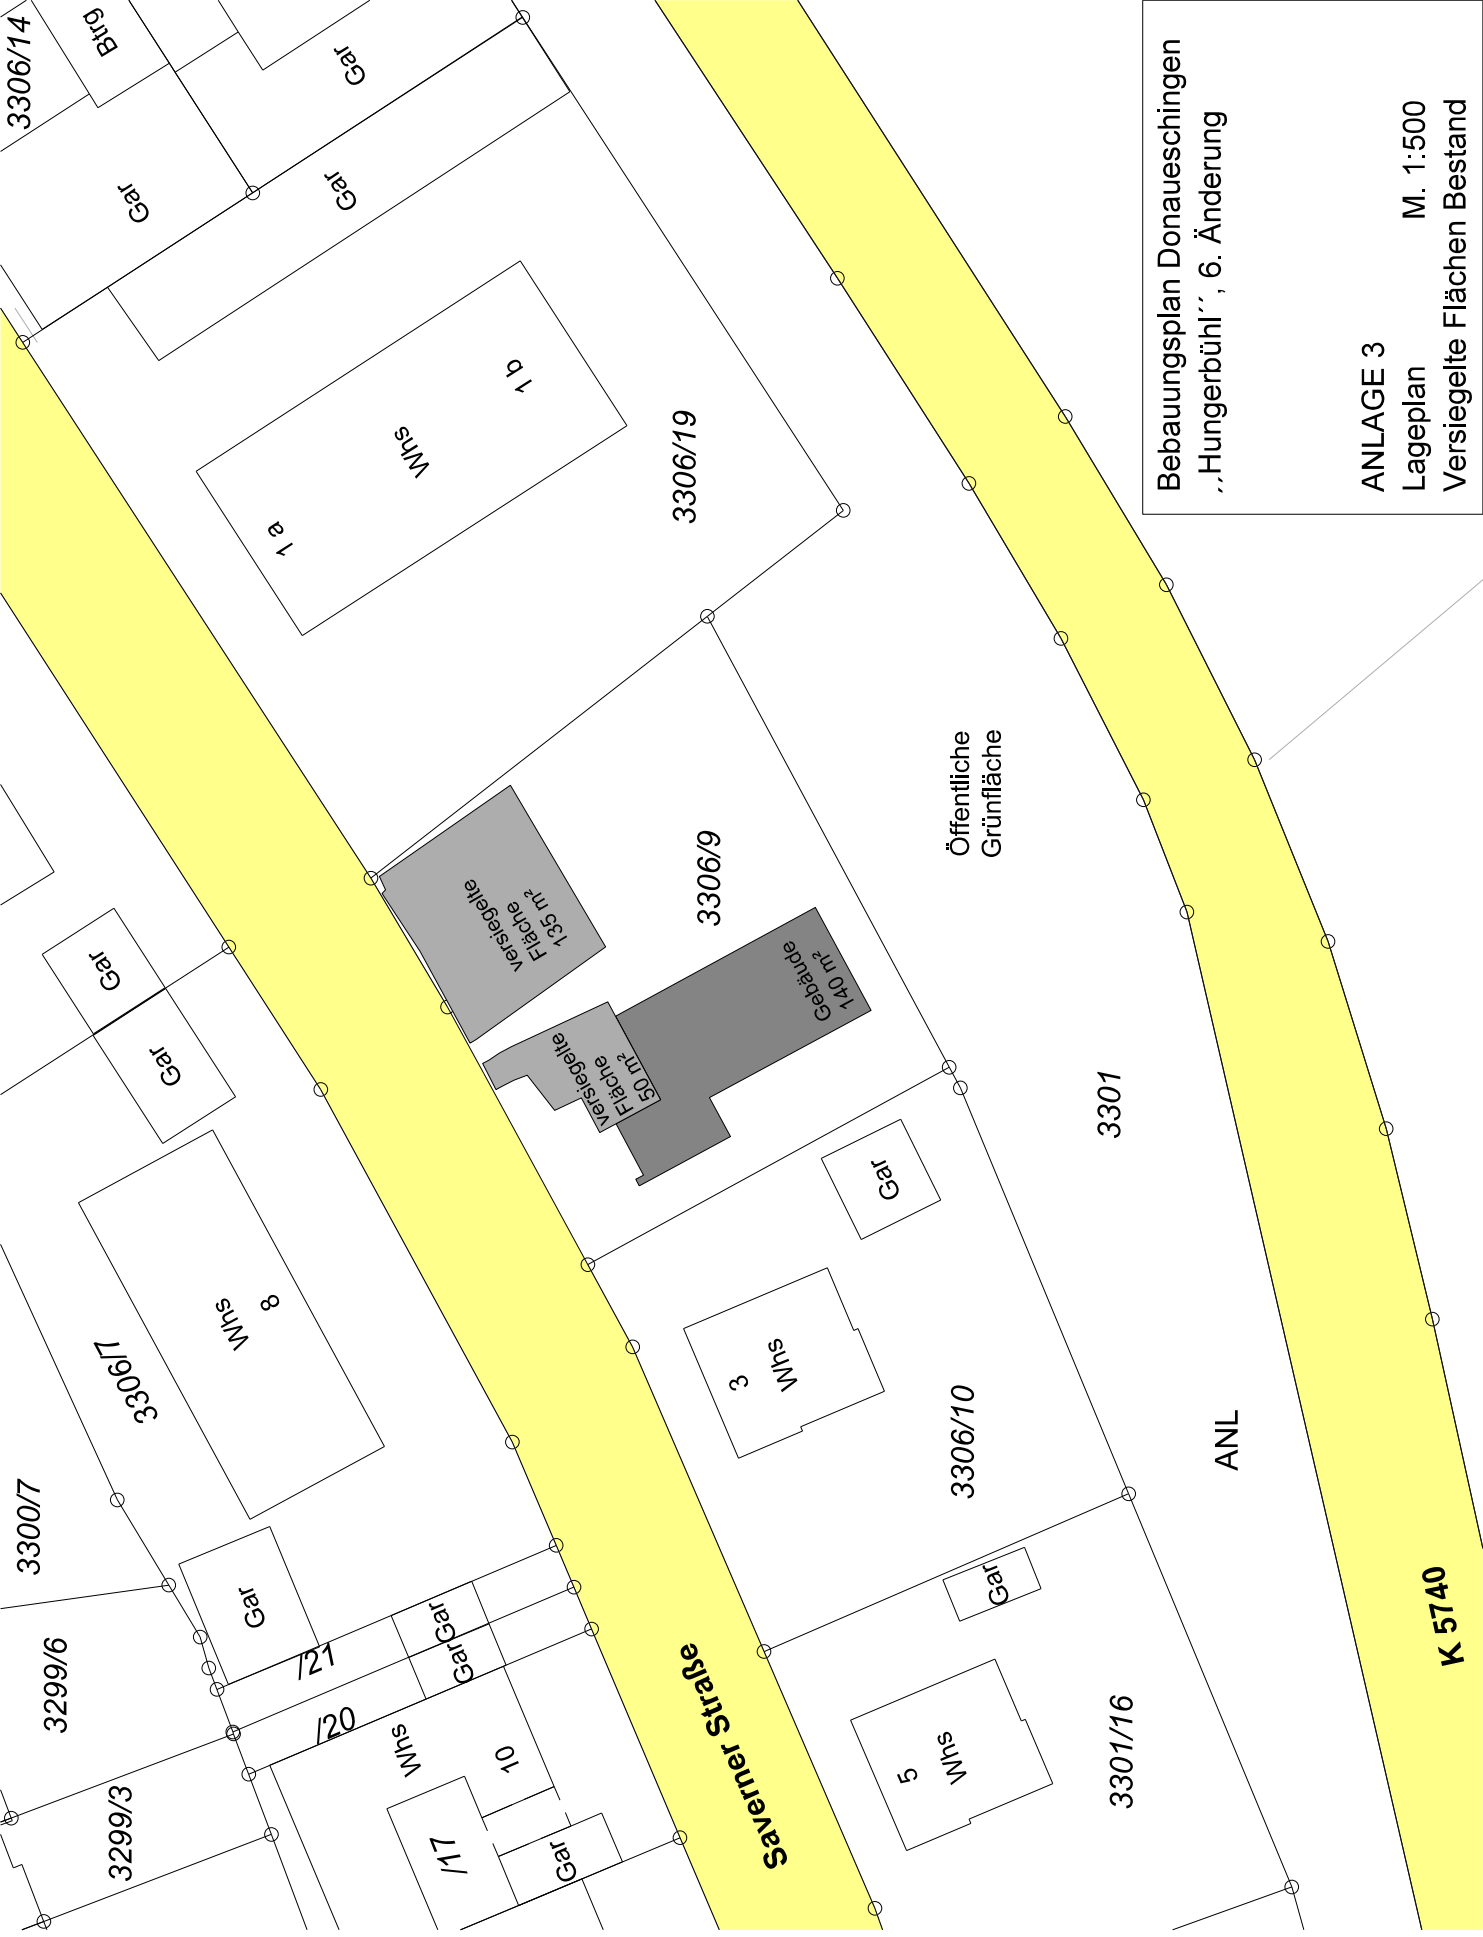 3306/14
Btrg
Gar
Gar
Gar
1 a
Whs
1 b
3306/19
Gar
Gar
versiegelte
Fläche
135 m²
3306/9
versiegelte
Fläche
50 m²
Gebäude
140 m²
Öffentliche
Grünfläche
3306/7
Whs
8
Gar
3
Whs
3306/10
3301
ANL
3300/7
3299/6
3299/3
Gar
/21
/20
Gar
Gar
Whs
10
/17
Gar
Saverner Straße
Gar
5
Whs
3301/16
K 5740
Bebauungsplan Donaueschingen
,,Hungerbühl´´, 6. Änderung
ANLAGE 3
Lageplan M. 1:500
Versiegelte Flächen Bestand